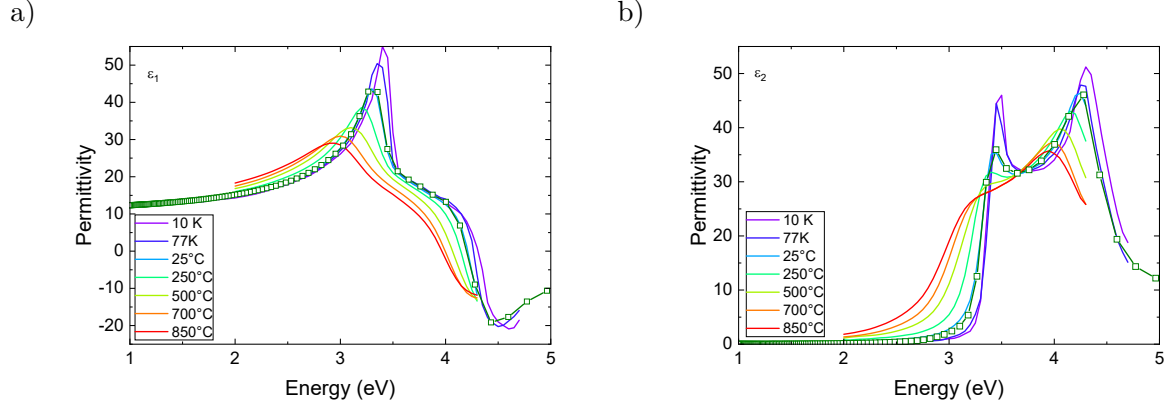 a)
50
40
30
20
10
0
-10
-20
Permittivity
ε1
10 K
77K
25°C
250°C
500°C
700°C
850°C
1 2 3 4 5
Energy (eV)
b)
50
40
30
20
10
0
Permittivity
ε2
10 K
77K
25°C
250°C
500°C
700°C
850°C
1 2 3 4 5
Energy (eV)